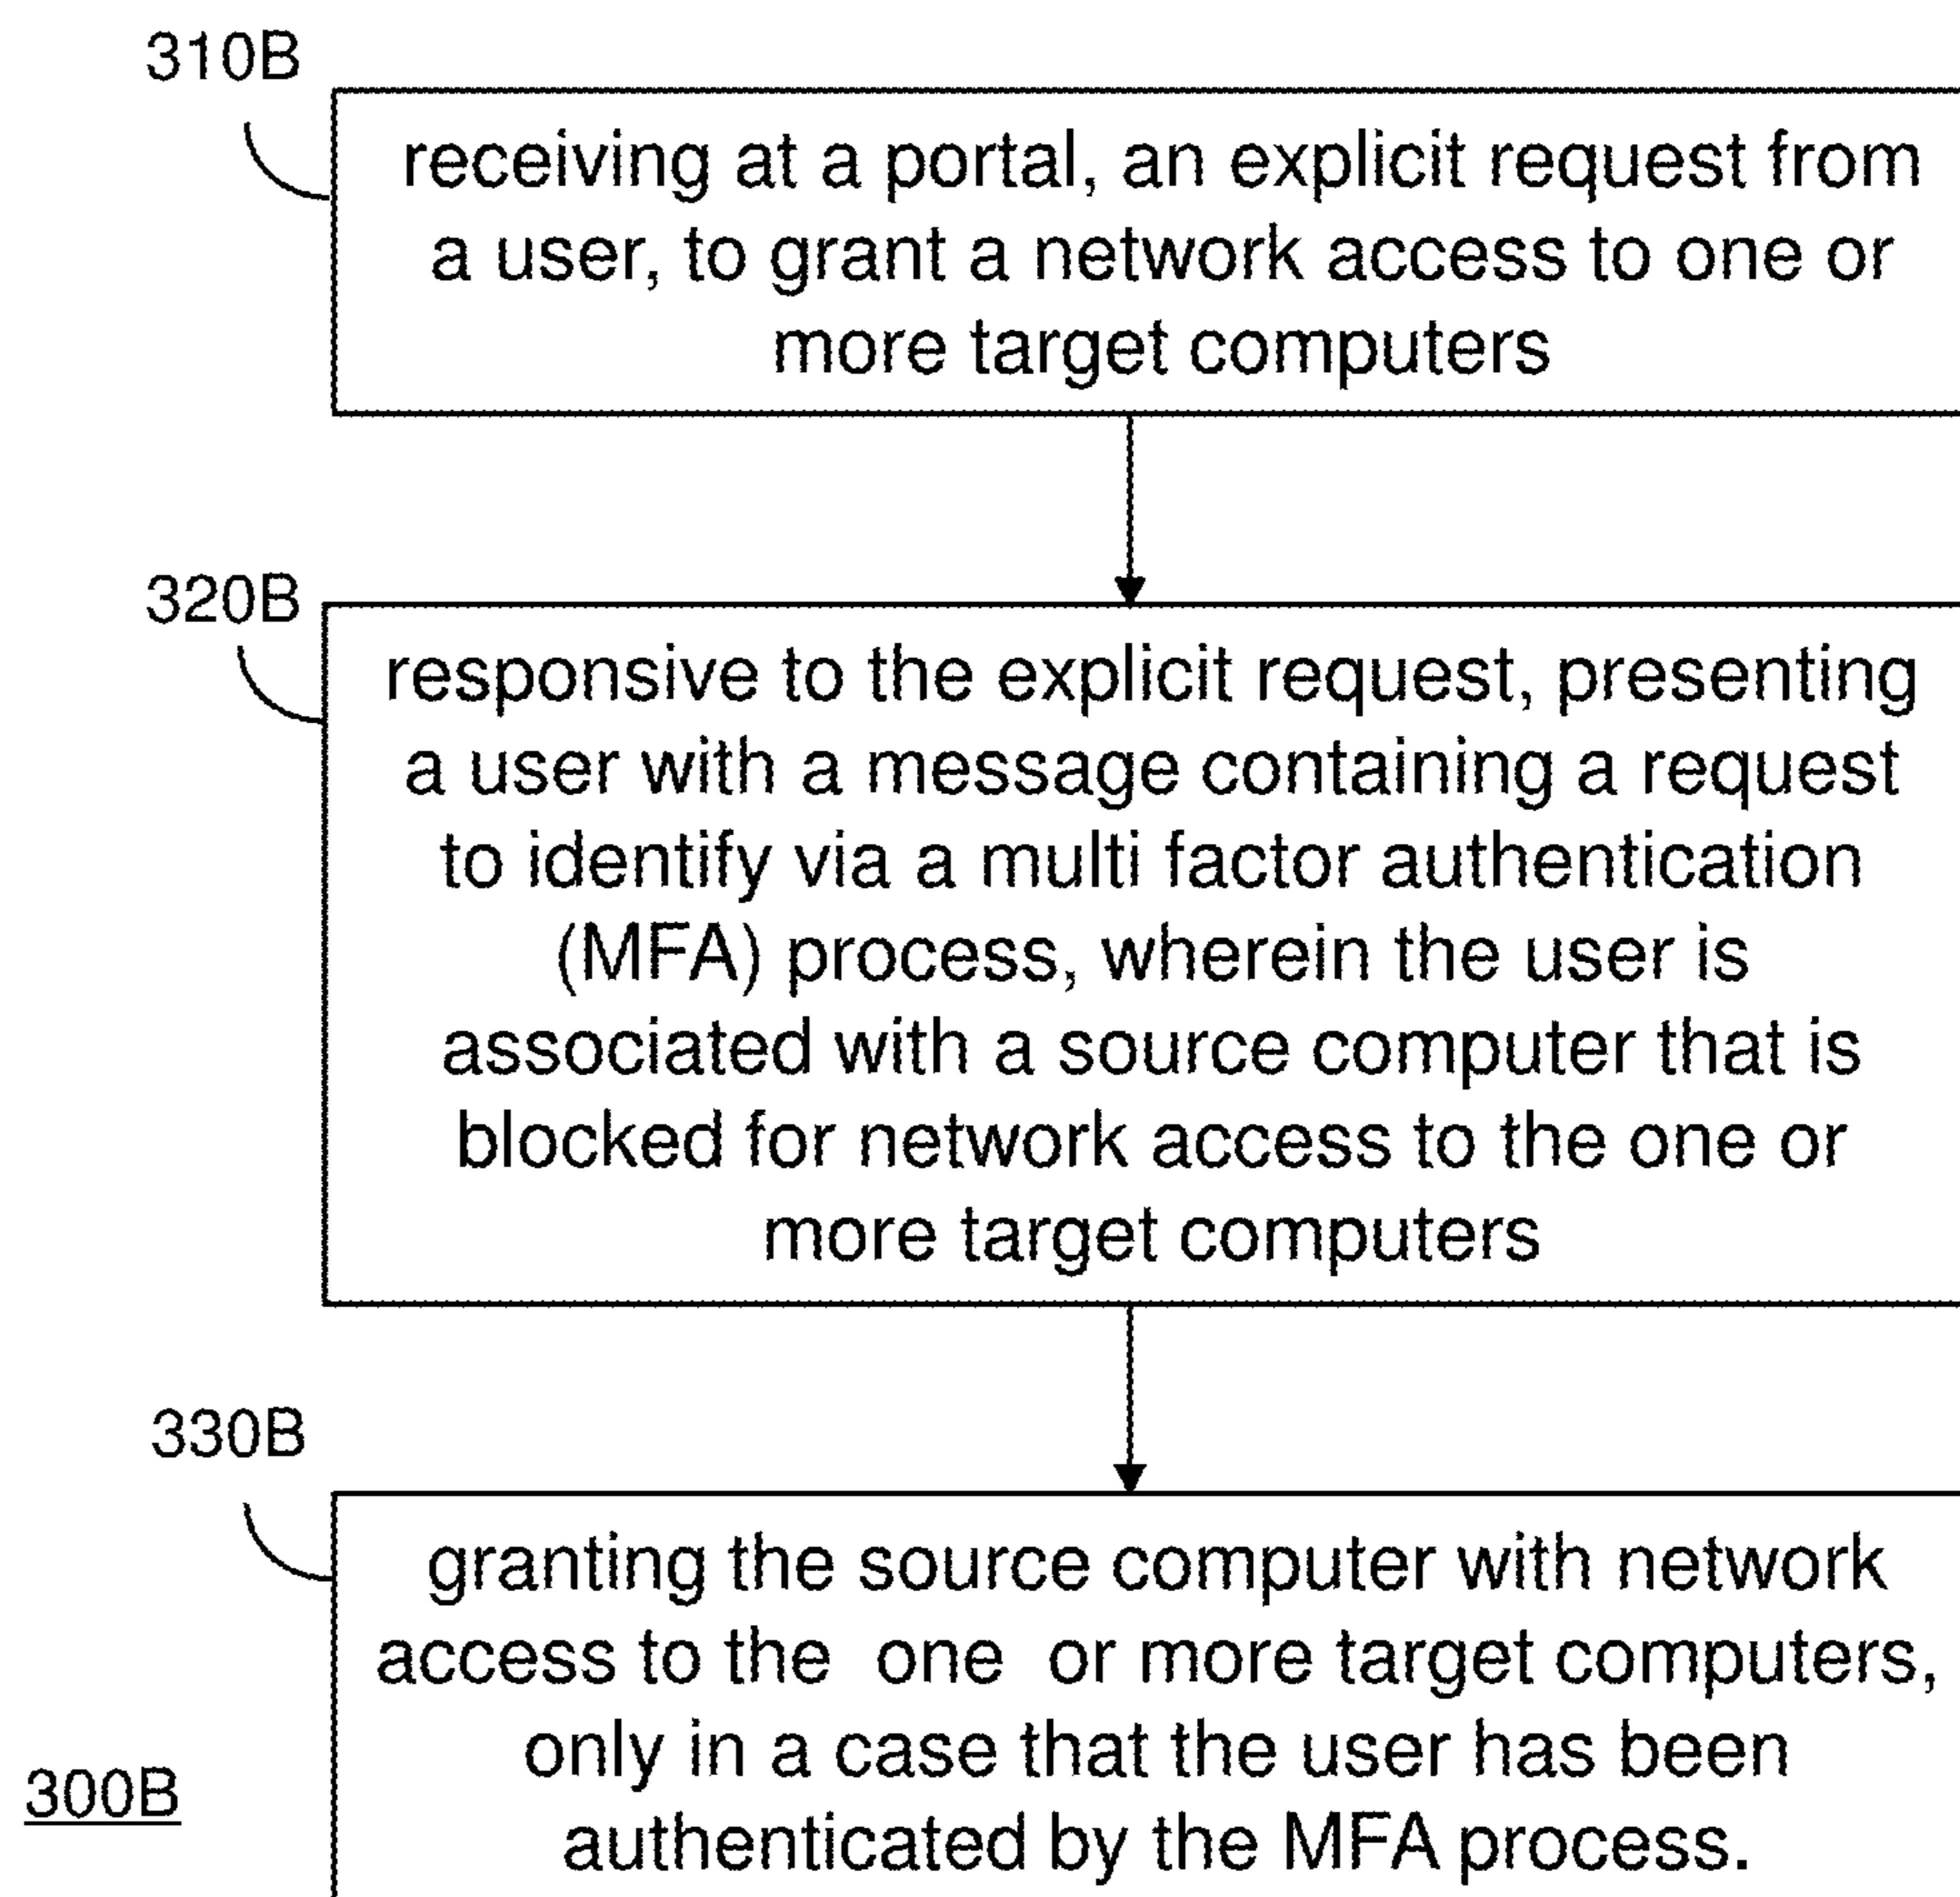 310B
receiving at a portal, an explicit request from
a user, to grant a network access to one or
more target computers
320B
responsive to the explicit request, presenting
a user with a message containing a request
to identify via a multi factor authentication
(MFA) process, wherein the user is
associated with a source computer that is
blocked for network access to the one or
more target computers
330B
granting the source computer with network
access to the one or more target computers,
only in a case that the user has been
authenticated by the MFA process.
300B